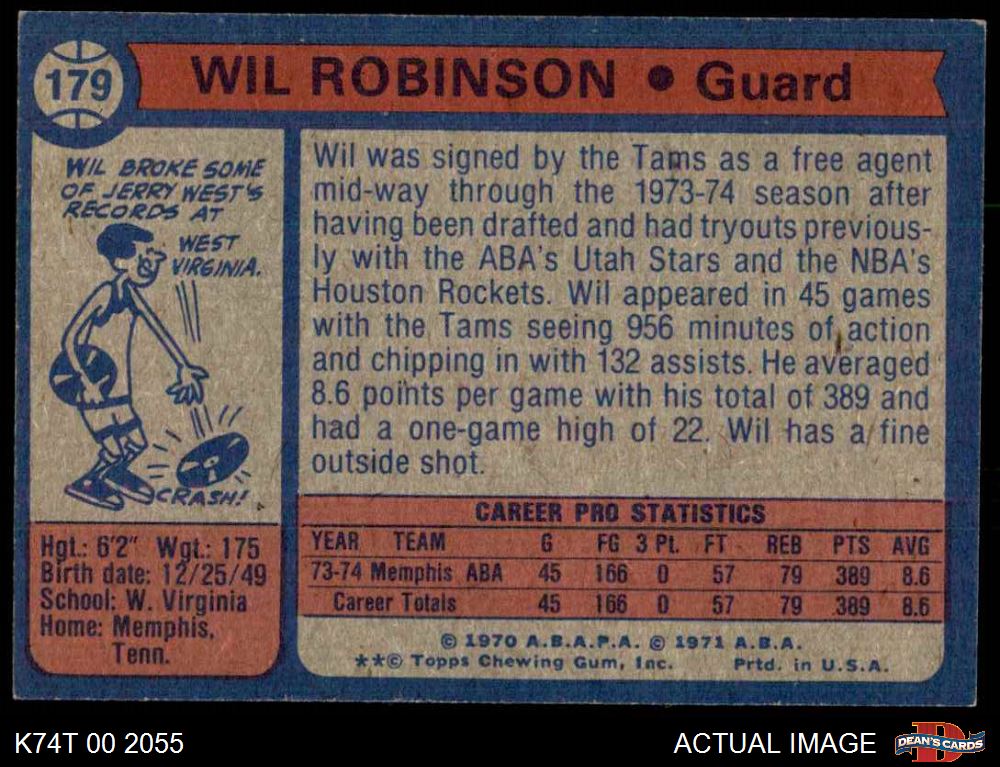 179
WIL ROBINSON • Guard
WIL BROKE SOME
OF JERRY WEST'S
RECORDS AT
WEST
VIRGINIA.
CRASH!
Hgt.: 6'2" Wgt.: 175
Birth date: 12/25/49
School: W. Virginia
Home: Memphis,
Tenn.
Wil was signed by the Tams as a free agent
mid-way through the 1973-74 season after
having been drafted and had tryouts previous-
ly with the ABA's Utah Stars and the NBA's
Houston Rockets. Wil appeared in 45 games
with the Tams seeing 956 minutes of action
and chipping in with 132 assists. He averaged
8.6 points per game with his total of 389 and
had a one-game high of 22. Wil has a fine
outside shot.
CAREER PRO STATISTICS
YEAR TEAM G FG 3 Pt. FT REB PTS AVG
73-74 Memphis ABA 45 166 0 57 79 389 8.6
Career Totals 45 166 0 57 79 389 8.6
© 1970 A.B.A.P.A. © 1971 A.B.A.
**© Topps Chewing Gum, Inc. Prtd. in U.S.A.
K74T 00 2055 ACTUAL IMAGE D DEAN'S CARDS